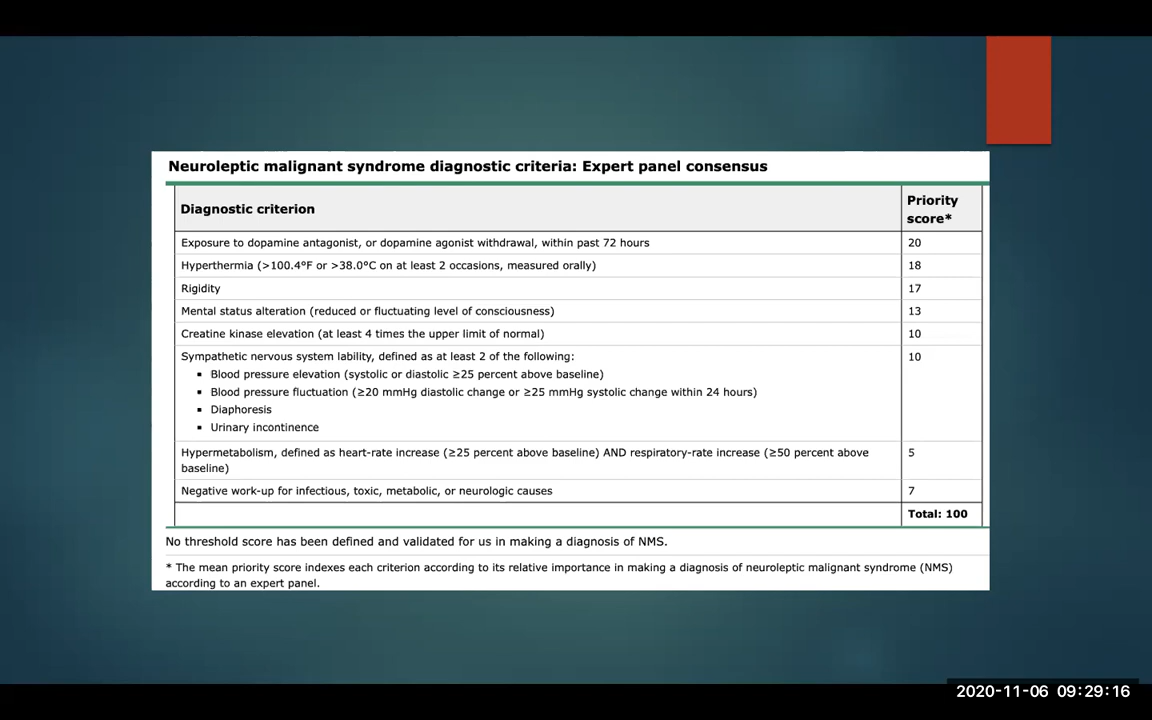 Neuroleptic malignant syndrome diagnostic criteria: Expert panel consensus
Diagnostic criterion
Priority
score*
Exposure to dopamine antagonist, or dopamine agonist withdrawal, within past 72 hours
20
Hyperthermia (>100.4°F or >38.0°C on at least 2 occasions, measured orally)
18
Rigidity
17
Mental status alteration (reduced or fluctuating level of consciousness)
13
Creatine kinase elevation (at least 4 times the upper limit of normal)
10
Sympathetic nervous system lability, defined as at least 2 of the following:
10
▪ Blood pressure elevation (systolic or diastolic ≥25 percent above baseline)
▪ Blood pressure fluctuation (≥20 mmHg diastolic change or ≥25 mmHg systolic change within 24 hours)
▪ Diaphoresis
▪ Urinary incontinence
Hypermetabolism, defined as heart-rate increase (≥25 percent above baseline) AND respiratory-rate increase (≥50 percent above
baseline)
5
Negative work-up for infectious, toxic, metabolic, or neurologic causes
7
Total: 100
No threshold score has been defined and validated for us in making a diagnosis of NMS.
* The mean priority score indexes each criterion according to its relative importance in making a diagnosis of neuroleptic malignant syndrome (NMS)
according to an expert panel.
2020-11-06 09:29:16